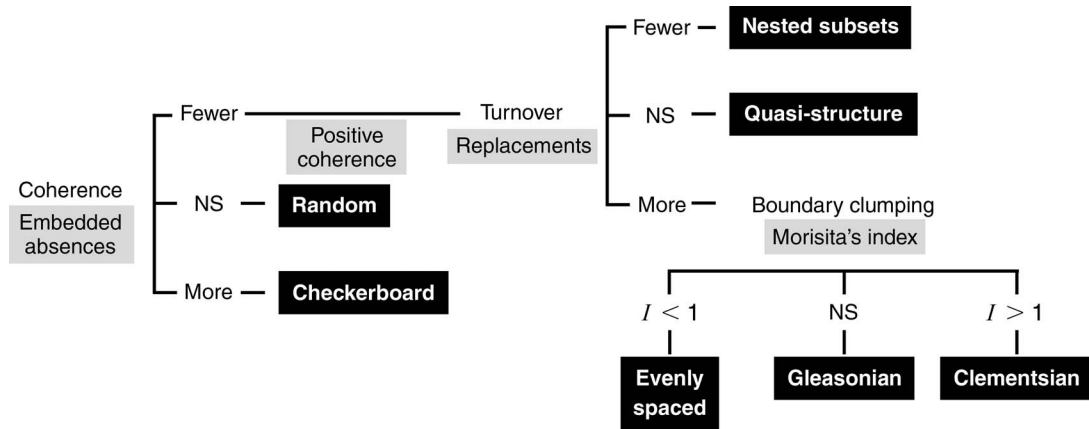 Coherence
Embedded
absences
Fewer
Positive
coherence
NS
Random
More
Checkerboard
Turnover
Replacements
Fewer
Nested subsets
NS
Quasi-structure
More
Boundary clumping
Morisita's index
I < 1
NS
I > 1
Evenly
spaced
Gleasonian
Clementsian